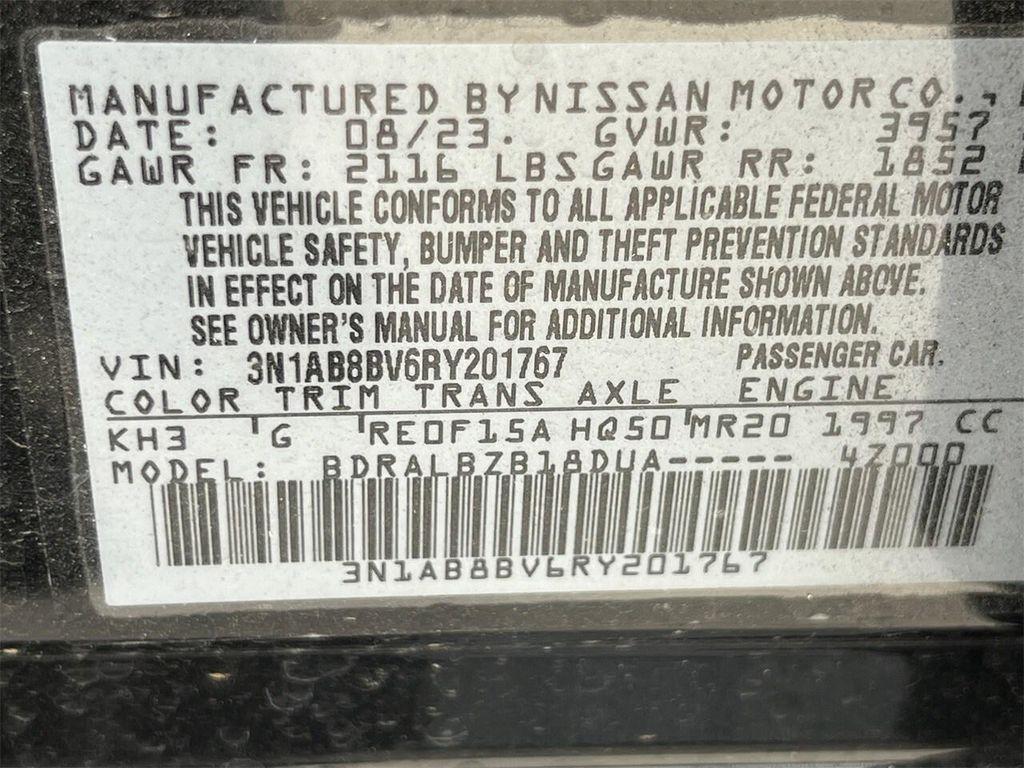 MANUFACTURED BY NISSAN MOTOR CO.,
DATE: 08/23. GVWR: 3957
GAWR FR: 2116 LBS GAWR RR: 1852
THIS VEHICLE CONFORMS TO ALL APPLICABLE FEDERAL MOTOR
VEHICLE SAFETY, BUMPER AND THEFT PREVENTION STANDARDS
IN EFFECT ON THE DATE OF MANUFACTURE SHOWN ABOVE.
SEE OWNER'S MANUAL FOR ADDITIONAL INFORMATION.
VIN: 3N1AB8BV6RY201767 PASSENGER CAR.
COLOR TRIM TRANS AXLE ENGINE
KH3 G RE0F15A HQ50 MR20 1997 CC
MODEL: BDRALBZB18DUA----- 4Z000
3N1AB8BV6RY201767